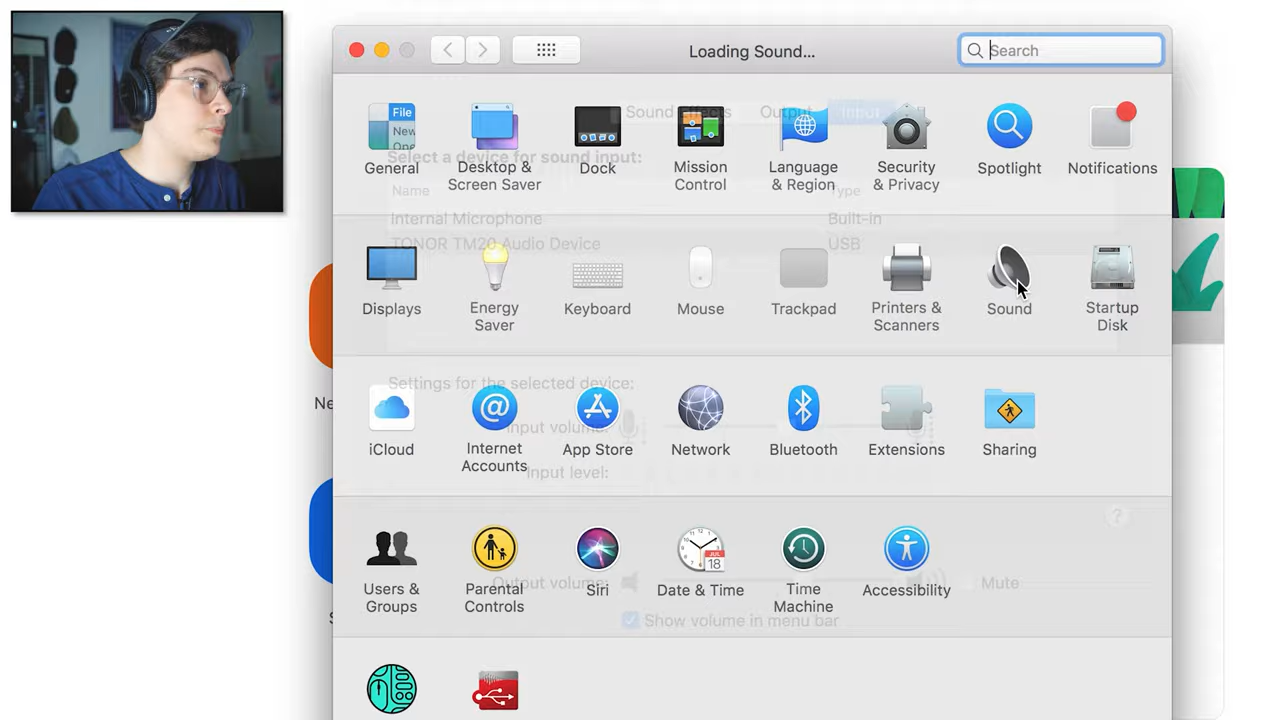 Loading Sound...
Search
Sound Effects Output Input
File
New
One
General
Desktop &
Screen Saver
Dock
Mission
Control
Language
& Region
Security
& Privacy
Spotlight
Notifications
Select a device for sound input:
Name Type
Internal Microphone Built-in
TONOR TM20 Audio Device USB
Displays
Energy
Saver
Keyboard
Mouse
Trackpad
Printers &
Scanners
Sound
Startup
Disk
Settings for the selected device:
Ne
Input volume:
iCloud
@
Internet
Accounts
App Store
Network
Bluetooth
Extensions
Sharing
Input level:
?
JUL
18
Output volume: Mute
Users &
Groups
Parental
Controls
Siri
Date & Time
Time
Machine
Accessibility
Show volume in menu bar